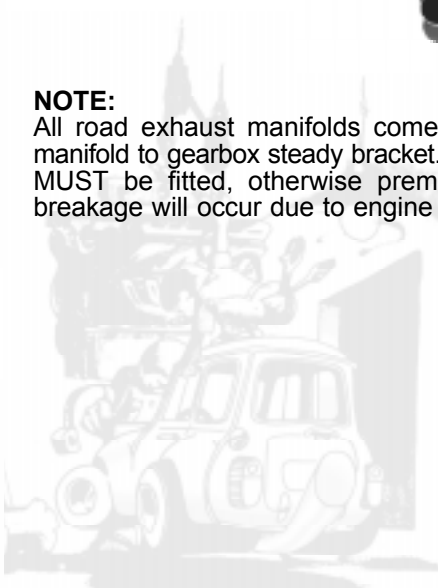 NOTE:
All road exhaust manifolds come
manifold to gearbox steady bracket.
MUST be fitted, otherwise prem
breakage will occur due to engine